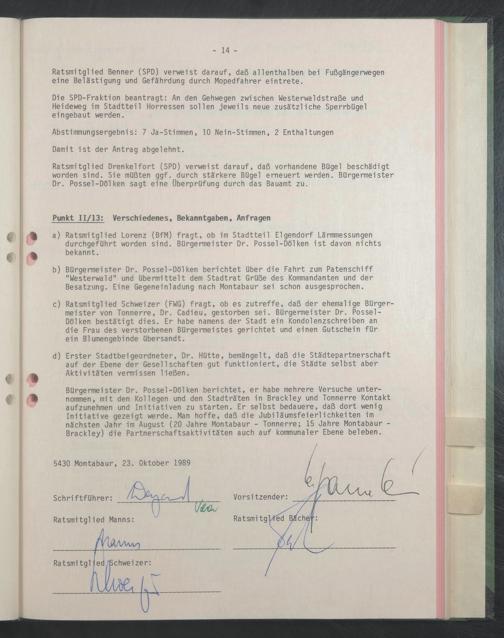 - 14 -
Ratsmitglied Benner (SPD) verweist darauf, daß allenthalben bei Fußgängerwegen
eine Belästigung und Gefährdung durch Mopedfahrer eintrete.
Die SPD-Fraktion beantragt: An den Gehwegen zwischen Westerwaldstraße und
Heideweg im Stadtteil Horressen sollen jeweils neue zusätzliche Sperrbügel
eingebaut werden.
Abstimmungsergebnis: 7 Ja-Stimmen, 10 Nein-Stimmen, 2 Enthaltungen
Damit ist der Antrag abgelehnt.
Ratsmitglied Drenkelfort (SPD) verweist darauf, daß vorhandene Bügel beschädigt
worden sind. Sie müßten ggf. durch stärkere Bügel erneuert werden. Bürgermeister
Dr. Possel-Dölken sagt eine Überprüfung durch das Bauamt zu.
Punkt II/13: Verschiedenes, Bekanntgaben, Anfragen
a) Ratsmitglied Lorenz (BfM) fragt, ob im Stadtteil Elgendorf Lärmmessungen
durchgeführt worden sind. Bürgermeister Dr. Possel-Dölken ist davon nichts
bekannt.
b) Bürgermeister Dr. Possel-Dölken berichtet über die Fahrt zum Patenschiff
"Westerwald" und übermittelt dem Stadtrat Grüße des Kommandanten und der
Besatzung. Eine Gegeneinladung nach Montabaur sei schon ausgesprochen.
c) Ratsmitglied Schweizer (FWG) fragt, ob es zutreffe, daß der ehemalige Bürger-
meister von Tonnerre, Dr. Cadieu, gestorben sei. Bürgermeister Dr. Possel-
Dölken bestätigt dies. Er habe namens der Stadt ein Kondolenzschreiben an
die Frau des verstorbenen Bürgermeistes gerichtet und einen Gutschein für
ein Blumengebinde übersandt.
d) Erster Stadtbeigeordneter, Dr. Hütte, bemängelt, daß die Städtepartnerschaft
auf der Ebene der Gesellschaften gut funktioniert, die Städte selbst aber
Aktivitäten vermissen ließen.
Bürgermeister Dr. Possel-Dölken berichtet, er habe mehrere Versuche unter-
nommen, mit den Kollegen und den Stadträten in Brackley und Tonnerre Kontakt
aufzunehmen und Initiativen zu starten. Er selbst bedauere, daß dort wenig
Initiative gezeigt werde. Man hoffe, daß die Jubiläumsfeierlichkeiten im
nächsten Jahr im August (20 Jahre Montabaur - Tonnerre; 15 Jahre Montabaur -
Brackley) die Partnerschaftsaktivitäten auch auf kommunaler Ebene beleben.
5430 Montabaur, 23. Oktober 1989
Schriftführer:
Vorsitzender:
Ratsmitglied Manns:
Ratsmitglied Bächer:
Manns
Ratsmitglied Schweizer: